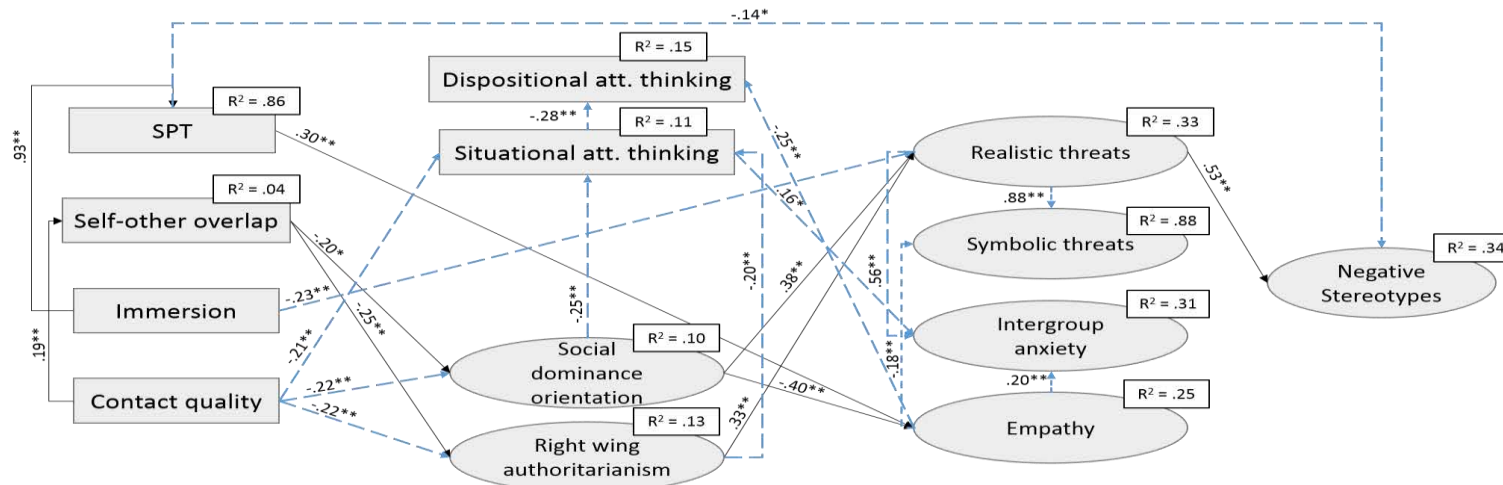 -.14*
R² = .15
Dispositional att. thinking
R² = .86
SPT
.93**
-.28**
R² = .11
Situational att. thinking
.30**
-.25**
R² = .33
Realistic threats
.53**
.88**
R² = .04
Self-other overlap
-.20*
.16*
R² = .88
Symbolic threats
R² = .34
Negative
Stereotypes
-.20**
.38**
.56**
Immersion
-.23**
-.25**
-.25**
R² = .31
Intergroup
anxiety
.19**
-.21*
R² = .10
Social
dominance
orientation
-.18**
Contact quality
-.22**
-.22**
-.40**
.33**
.20**
R² = .25
Empathy
R² = .13
Right wing
authoritarianism